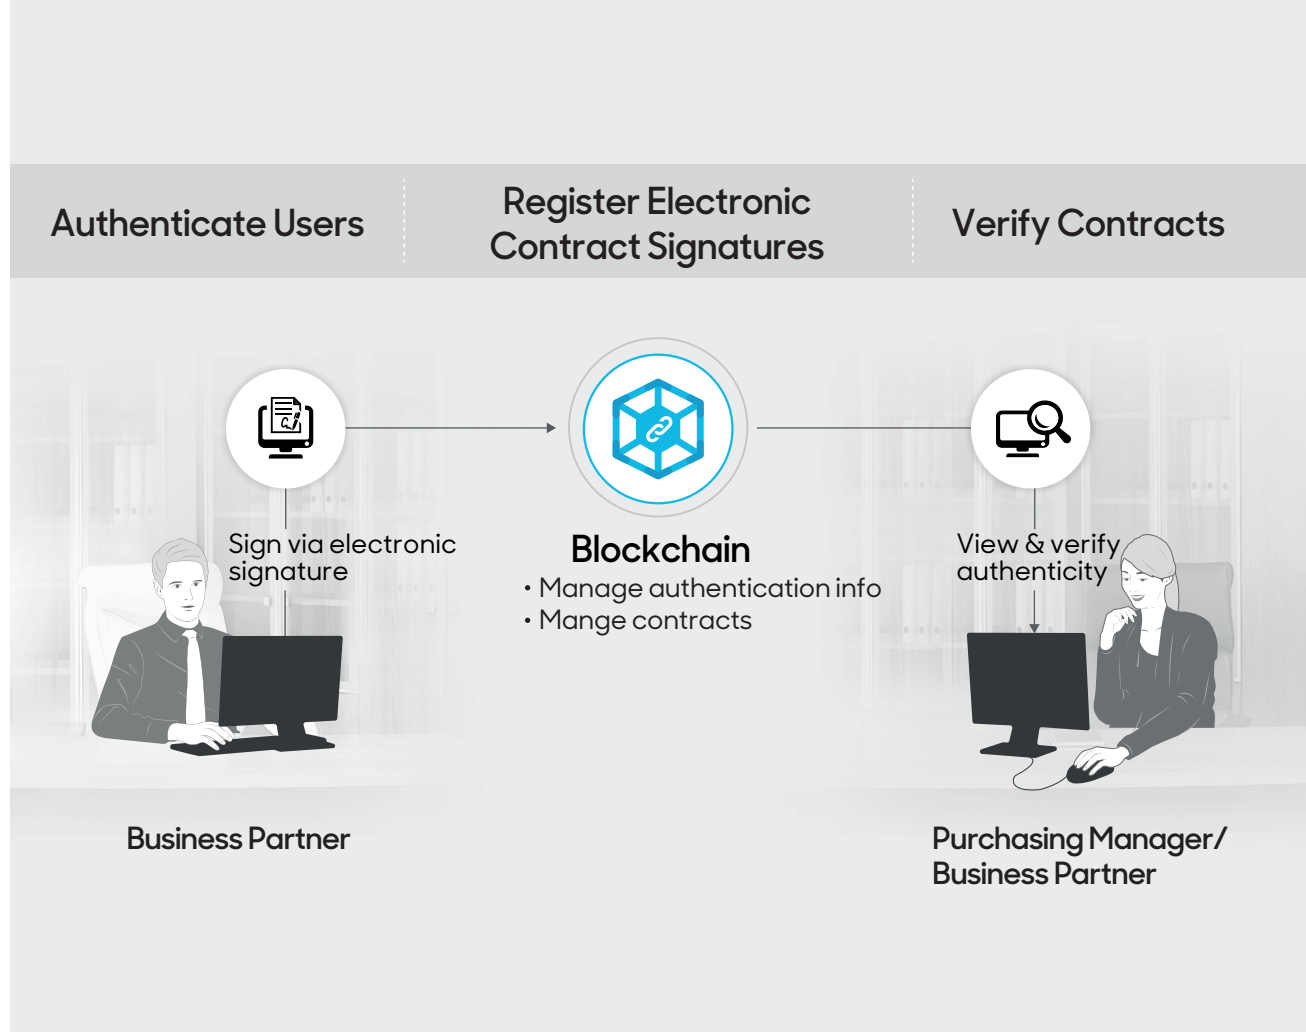 Authenticate Users
Register Electronic
Contract Signatures
Verify Contracts
Sign via electronic
signature
Blockchain
• Manage authentication info
• Mange contracts
View & verify
authenticity
Business Partner
Purchasing Manager/
Business Partner